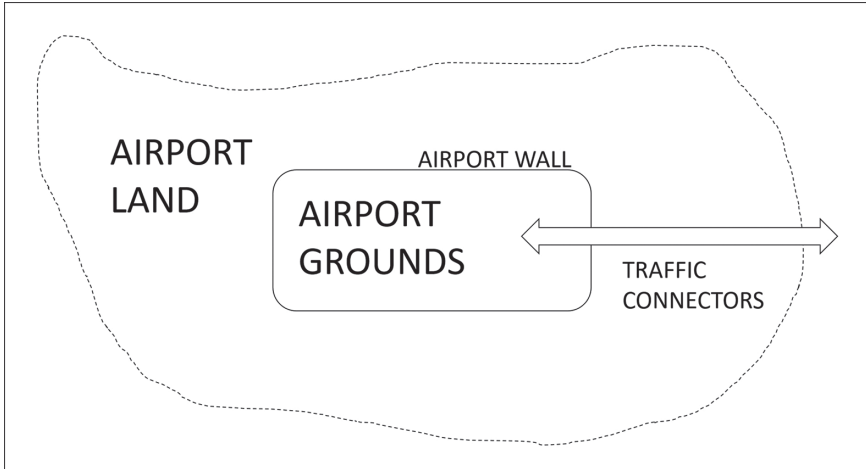 AIRPORT
LAND
AIRPORT WALL
AIRPORT
GROUNDS
TRAFFIC
CONNECTORS